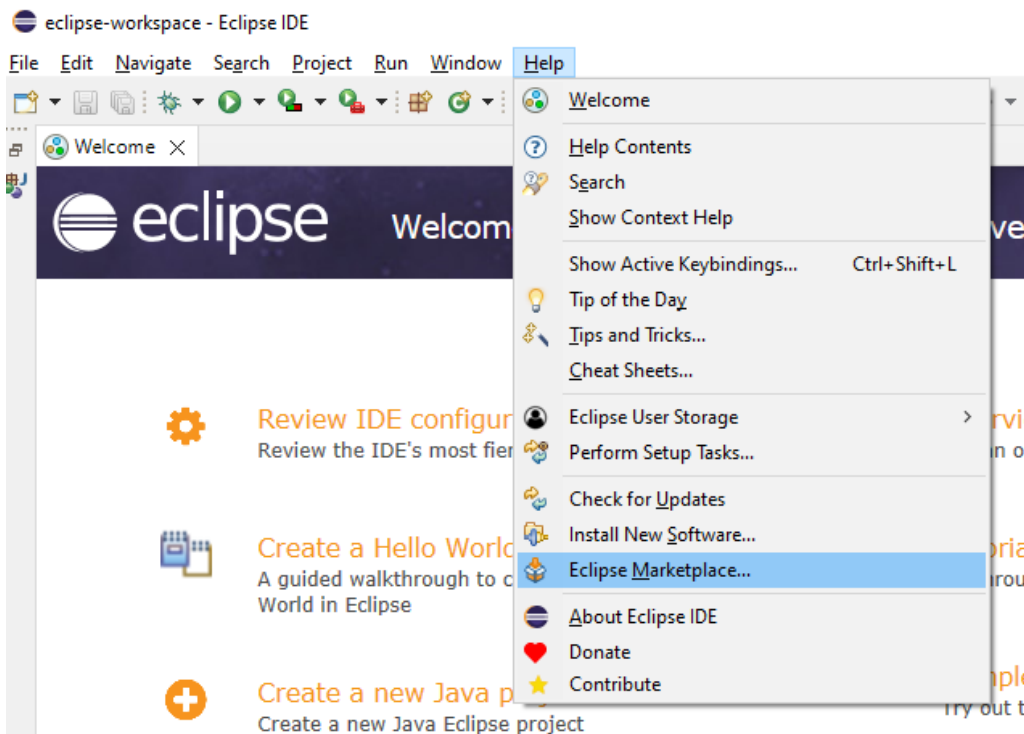 eclipse-workspace - Eclipse IDE
File Edit Navigate Search Project Run Window Help
Welcome
eclipse
Welcom
ve
Welcome
Help Contents
Search
Show Context Help
Show Active Keybindings... Ctrl+Shift+L
Tip of the Day
Tips and Tricks...
Cheat Sheets...
Eclipse User Storage
Perform Setup Tasks...
Check for Updates
Install New Software...
Eclipse Marketplace...
About Eclipse IDE
Donate
Contribute
Review IDE configur
Review the IDE's most fier
Create a Hello World
A guided walkthrough to c
World in Eclipse
Create a new Java p
Create a new Java Eclipse project
Try out t